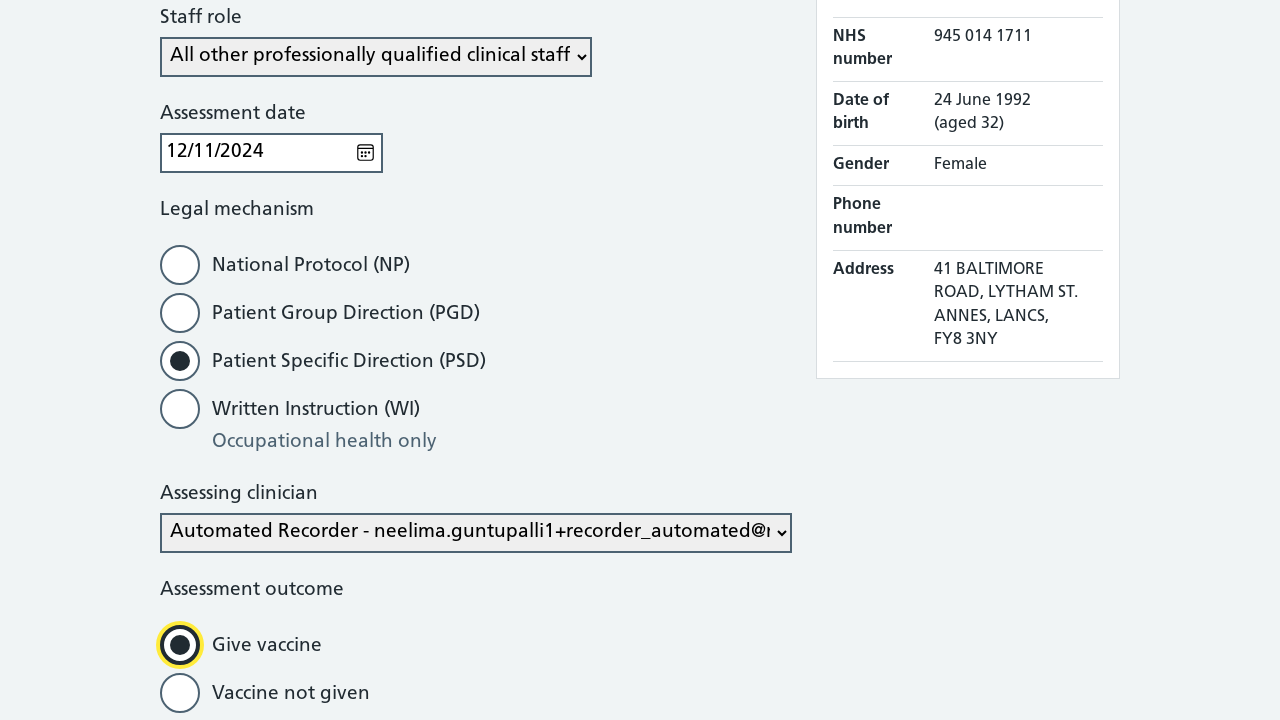 Staff role
All other professionally qualified clinical staff
Assessment date
12/11/2024
Legal mechanism
National Protocol (NP)
Patient Group Direction (PGD)
Patient Specific Direction (PSD)
Written Instruction (WI)
Occupational health only
Assessing clinician
Automated Recorder - neelima.guntupalli1+recorder_automated@
Assessment outcome
Give vaccine
Vaccine not given
NHS
number
945 014 1711
Date of
birth
24 June 1992
(aged 32)
Gender
Female
Phone
number
Address
41 BALTIMORE
ROAD, LYTHAM ST.
ANNES, LANCS,
FY8 3NY